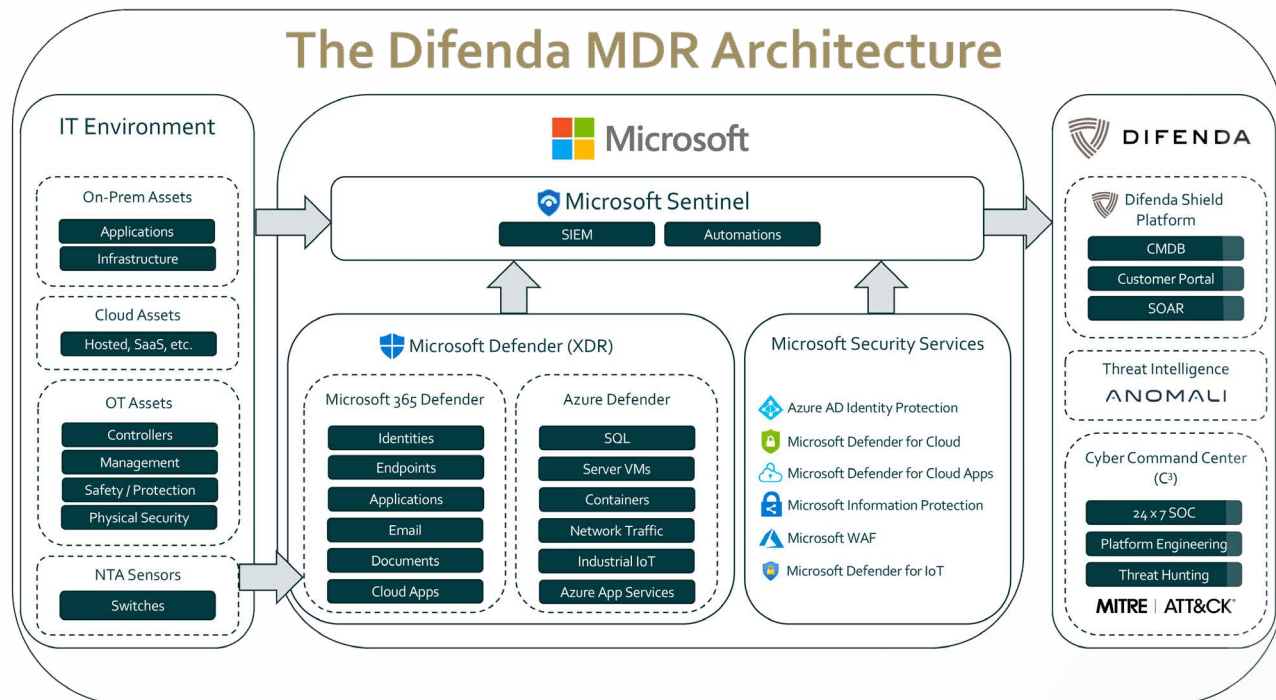 The Difenda MDR Architecture
IT Environment
On-Prem Assets
Applications
Infrastructure
Cloud Assets
Hosted, SaaS, etc.
OT Assets
Controllers
Management
Safety / Protection
Physical Security
NTA Sensors
Switches
Microsoft
Microsoft Sentinel
SIEM
Automations
Microsoft Defender (XDR)
Microsoft 365 Defender
Identities
Endpoints
Applications
Email
Documents
Cloud Apps
Azure Defender
SQL
Server VMs
Containers
Network Traffic
Industrial IoT
Azure App Services
Microsoft Security Services
Azure AD Identity Protection
Microsoft Defender for Cloud
Microsoft Defender for Cloud Apps
Microsoft Information Protection
Microsoft WAF
Microsoft Defender for IoT
DIFENDA
Difenda Shield
Platform
CMDB
Customer Portal
SOAR
Threat Intelligence
ANOMALI
Cyber Command Center
(C³)
24 x 7 SOC
Platform Engineering
Threat Hunting
MITRE | ATT&CK®